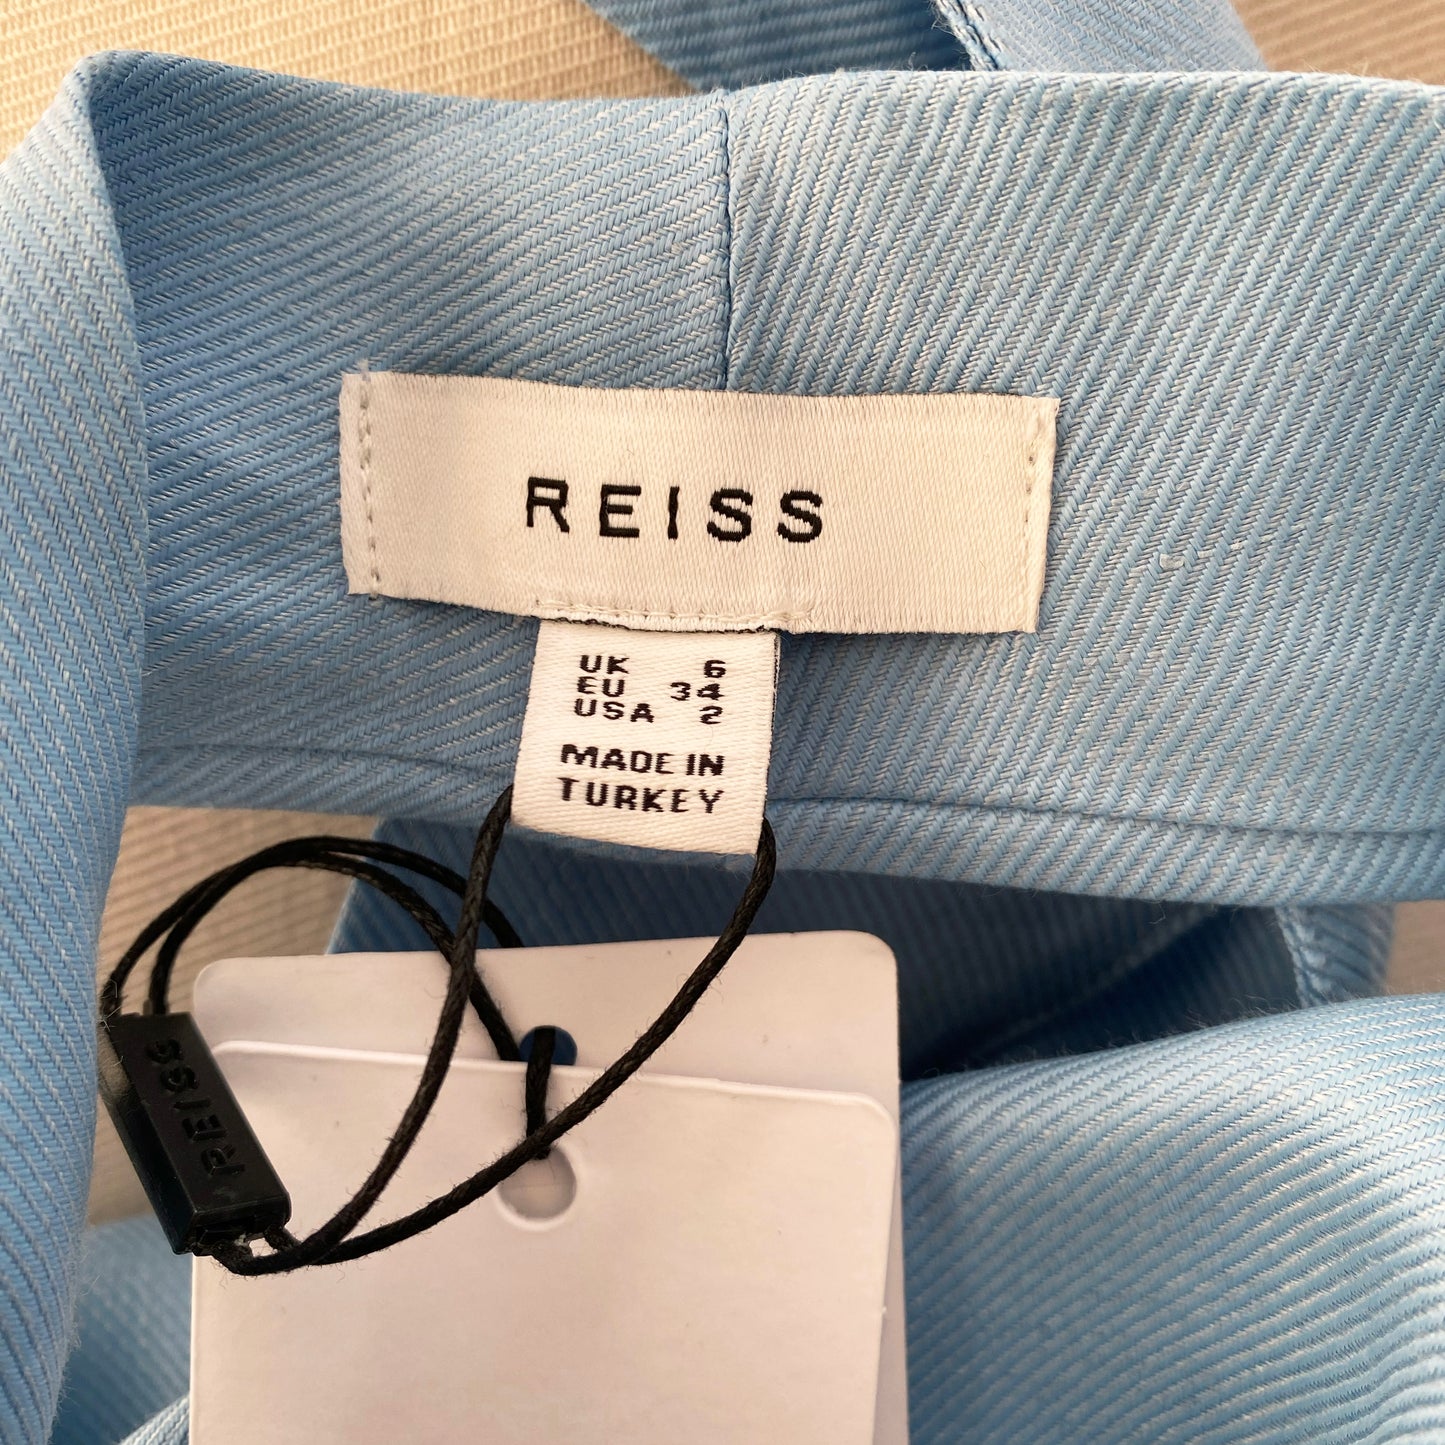 REISS
UK 6
EU 34
USA 2
MADE IN
TURKEY
REISS